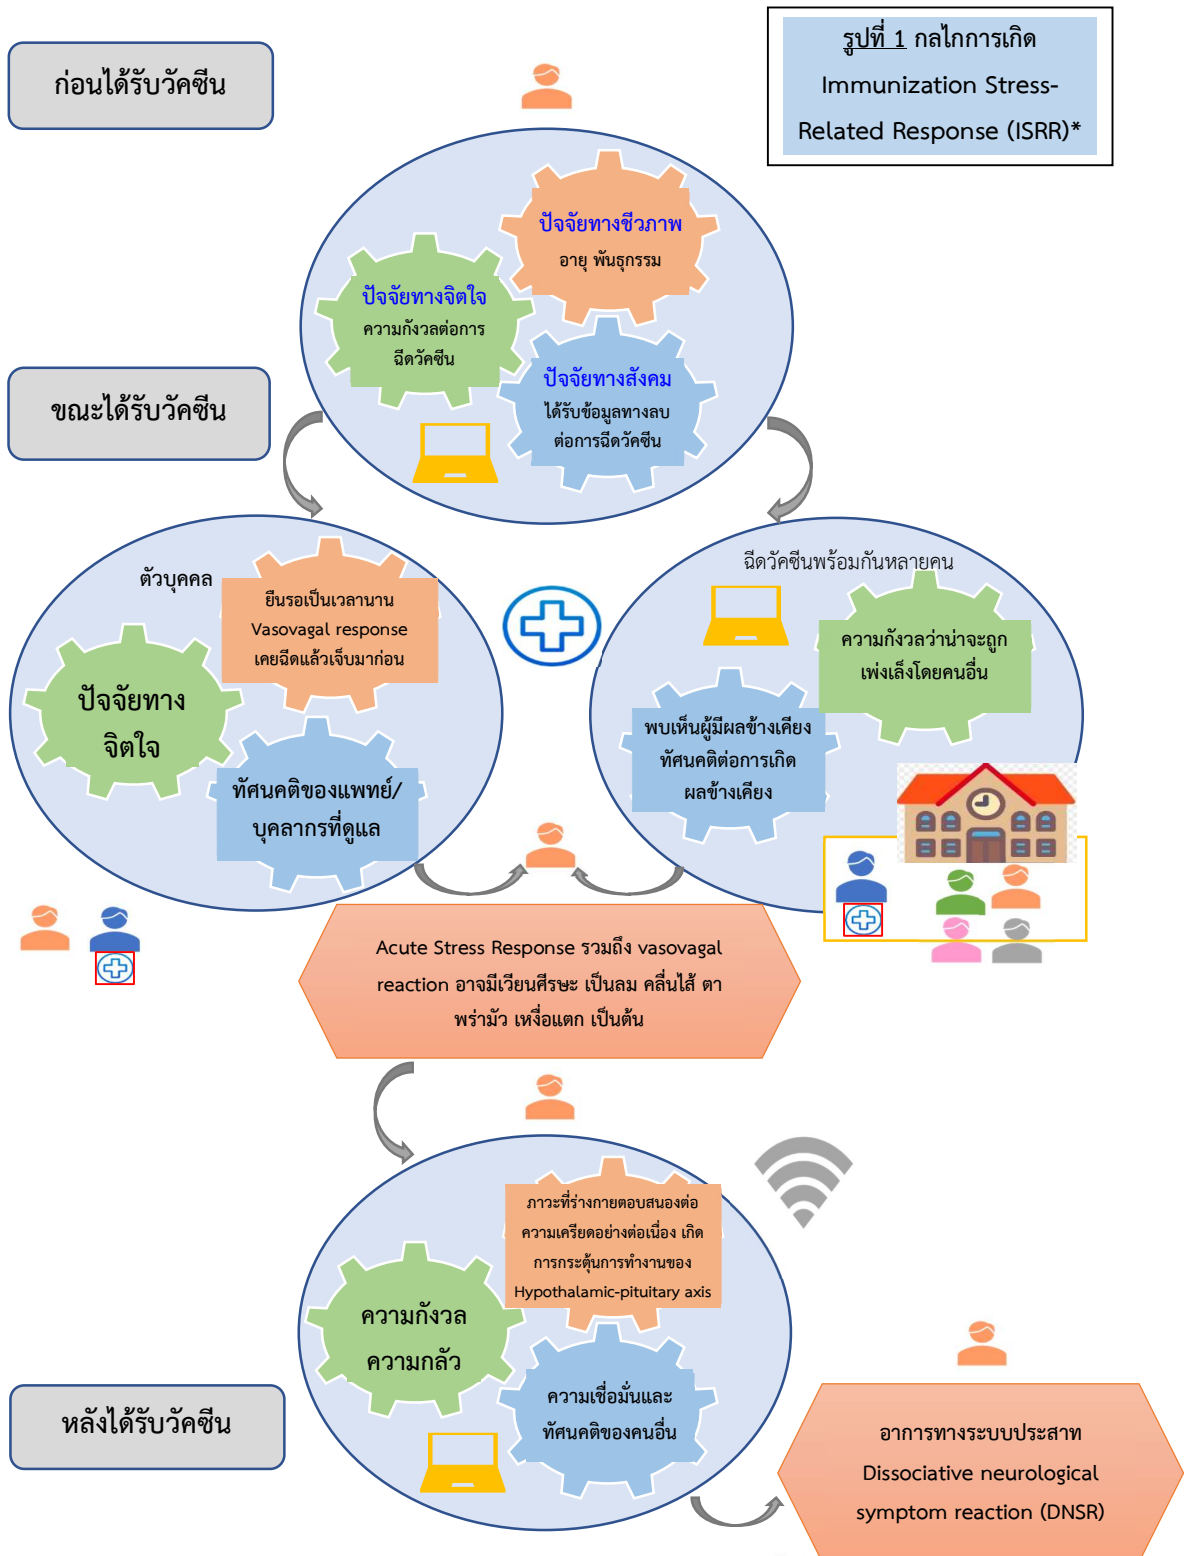 ก่อนได้รับวัคซีน
รูปที่ 1 กลไกการเกิด
Immunization Stress-
Related Response (ISRR)*
ปัจจัยทางชีวภาพ
อายุ พันธุกรรม
ปัจจัยทางจิตใจ
ความกังวลต่อการ
ฉีดวัคซีน
ปัจจัยทางสังคม
ได้รับข้อมูลทางลบ
ต่อการฉีดวัคซีน
ขณะได้รับวัคซีน
ตัวบุคคล
ยืนรอเป็นเวลานาน
Vasovagal response
เคยฉีดแล้วเจ็บมาก่อน
ปัจจัยทาง
จิตใจ
ทัศนคติของแพทย์/
บุคลากรที่ดูแล
ฉีดวัคซีนพร้อมกันหลายคน
ความกังวลว่าน่าจะถูก
เพ่งเล็งโดยคนอื่น
พบเห็นผู้มีผลข้างเคียง
ทัศนคติต่อการเกิด
ผลข้างเคียง
Acute Stress Response รวมถึง vasovagal
reaction อาจมีเวียนศีรษะ เป็นลม คลื่นไส้ ตา
พร่ามัว เหงื่อแตก เป็นต้น
ภาวะที่ร่างกายตอบสนองต่อ
ความเครียดอย่างต่อเนื่อง เกิด
การกระตุ้นการทำงานของ
Hypothalamic-pituitary axis
ความกังวล
ความกลัว
ความเชื่อมั่นและ
ทัศนคติของคนอื่น
หลังได้รับวัคซีน
อาการทางระบบประสาท
Dissociative neurological
symptom reaction (DNSR)